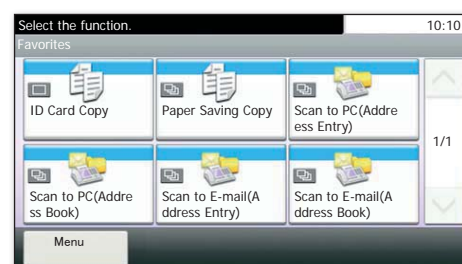 Select the function.
10:10
Favorites
ID Card Copy
Paper Saving Copy
Scan to PC(Addre
ess Entry)
1/1
Scan to PC(Addre
ss Book)
Scan to E-mail(A
ddress Entry)
Scan to E-mail(A
ddress Book)
Menu